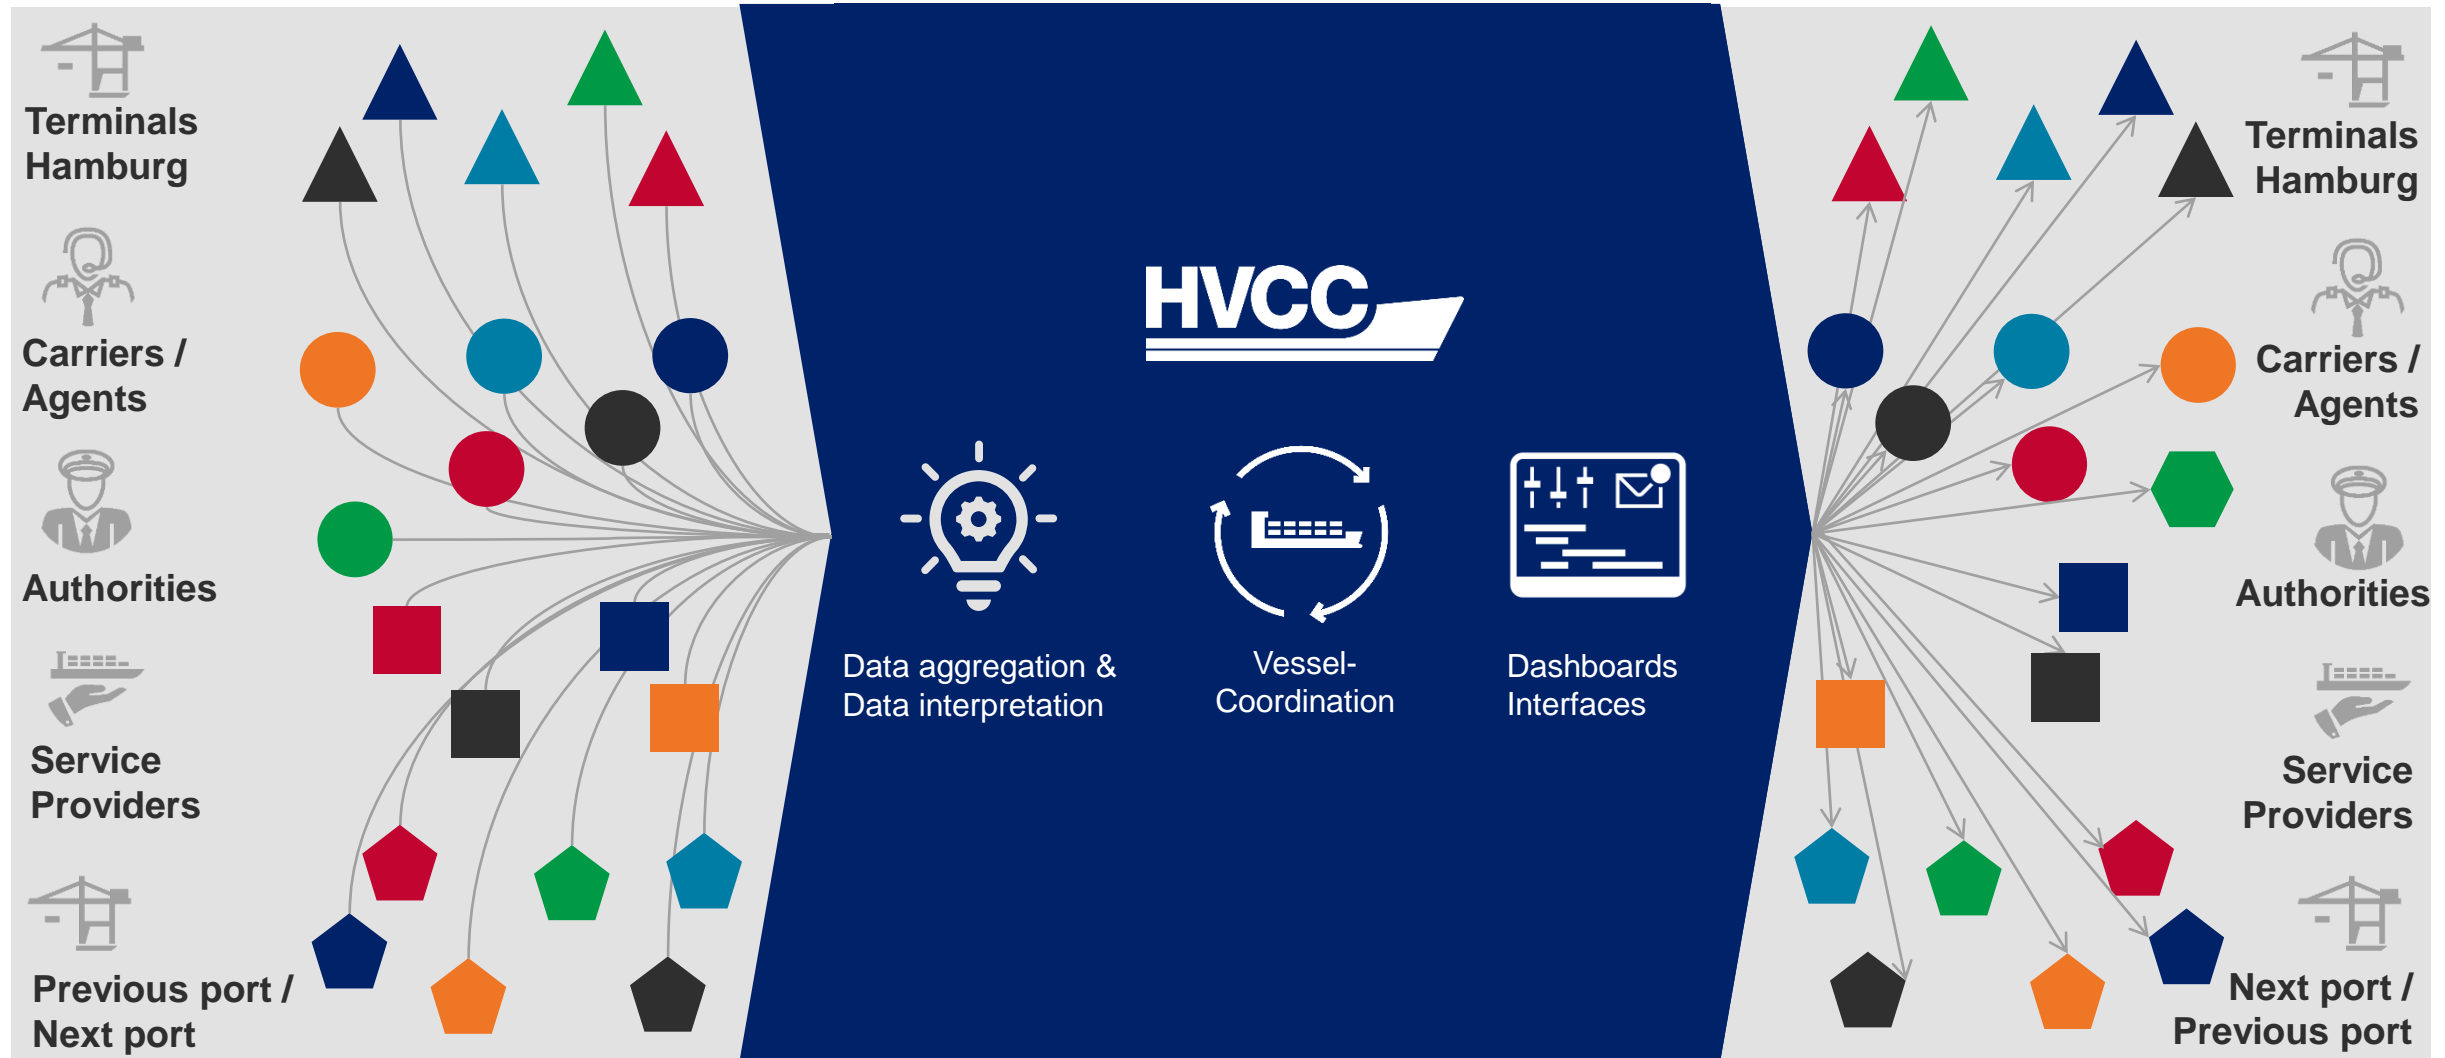 Terminals
Hamburg
Carriers /
Agents
Authorities
Service
Providers
Previous port /
Next port
HVCC
Data aggregation &
Data interpretation
Vessel-
Coordination
Dashboards
Interfaces
Terminals
Hamburg
Carriers /
Agents
Authorities
Service
Providers
Next port /
Previous port